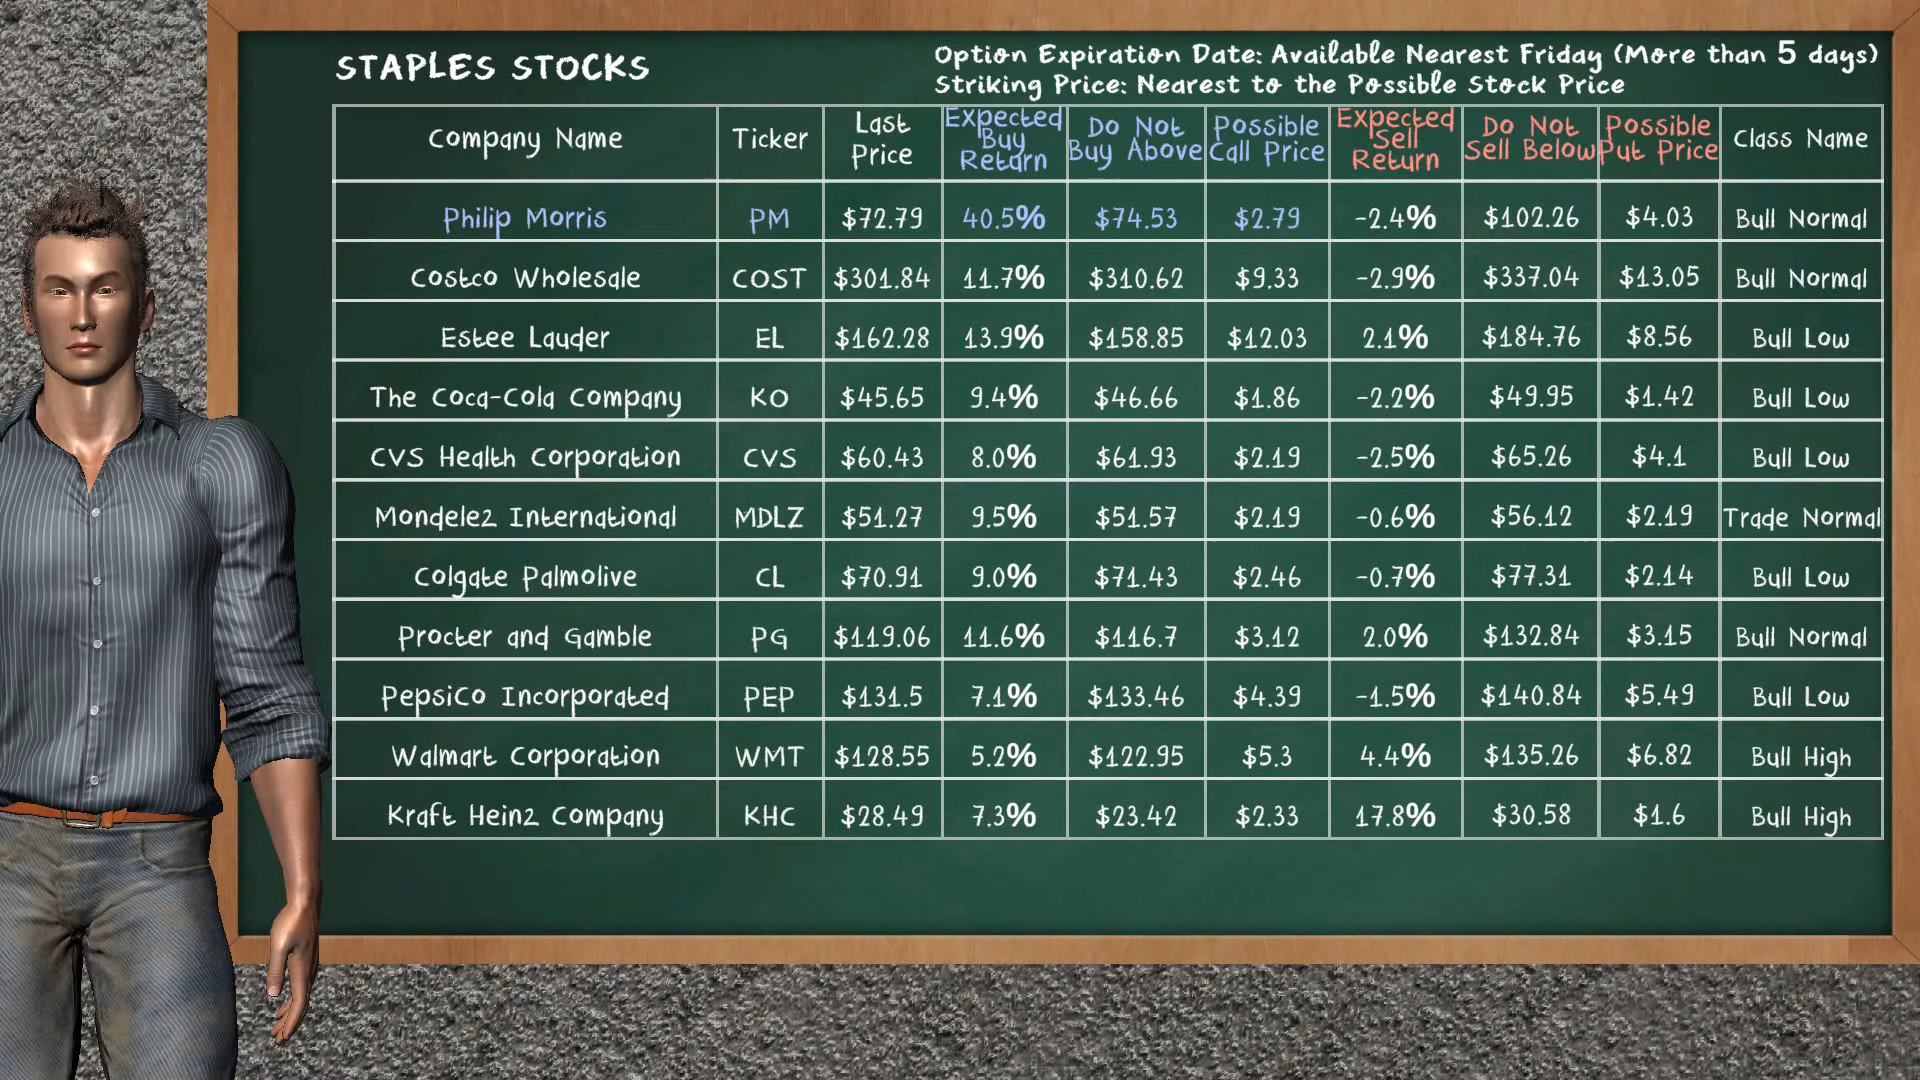 STAPLES STOCKS
Option Expiration Date: Available Nearest Friday (More than 5 days)
Striking Price: Nearest to the Possible Stock Price
Company Name Ticker Last Price Expected Buy Return Do Not Buy Above Possible Call Price Expected Sell Return Do Not Sell Below Possible Put Price Class Name
Philip Morris PM $72.79 40.5% $74.53 $2.79 -2.4% $102.26 $4.03 Bull Normal
Costco Wholesale COST $301.84 11.7% $310.62 $9.33 -2.9% $337.04 $13.05 Bull Normal
Estee Lauder EL $162.28 13.9% $158.85 $12.03 2.1% $184.76 $8.56 Bull Low
The Coca-Cola Company KO $45.65 9.4% $46.66 $1.86 -2.2% $49.95 $1.42 Bull Low
CVS Health Corporation CVS $60.43 8.0% $61.93 $2.19 -2.5% $65.26 $4.1 Bull Low
Mondelez International MDLZ $51.27 9.5% $51.57 $2.19 -0.6% $56.12 $2.19 Trade Normal
Colgate Palmolive CL $70.91 9.0% $71.43 $2.46 -0.7% $77.31 $2.14 Bull Low
Procter and Gamble PG $119.06 11.6% $116.7 $3.12 2.0% $132.84 $3.15 Bull Normal
PepsiCo Incorporated PEP $131.5 7.1% $133.46 $4.39 -1.5% $140.84 $5.49 Bull Low
Walmart Corporation WMT $128.55 5.2% $122.95 $5.3 4.4% $135.26 $6.82 Bull High
Kraft Heinz Company KHC $28.49 7.3% $23.42 $2.33 17.8% $30.58 $1.6 Bull High